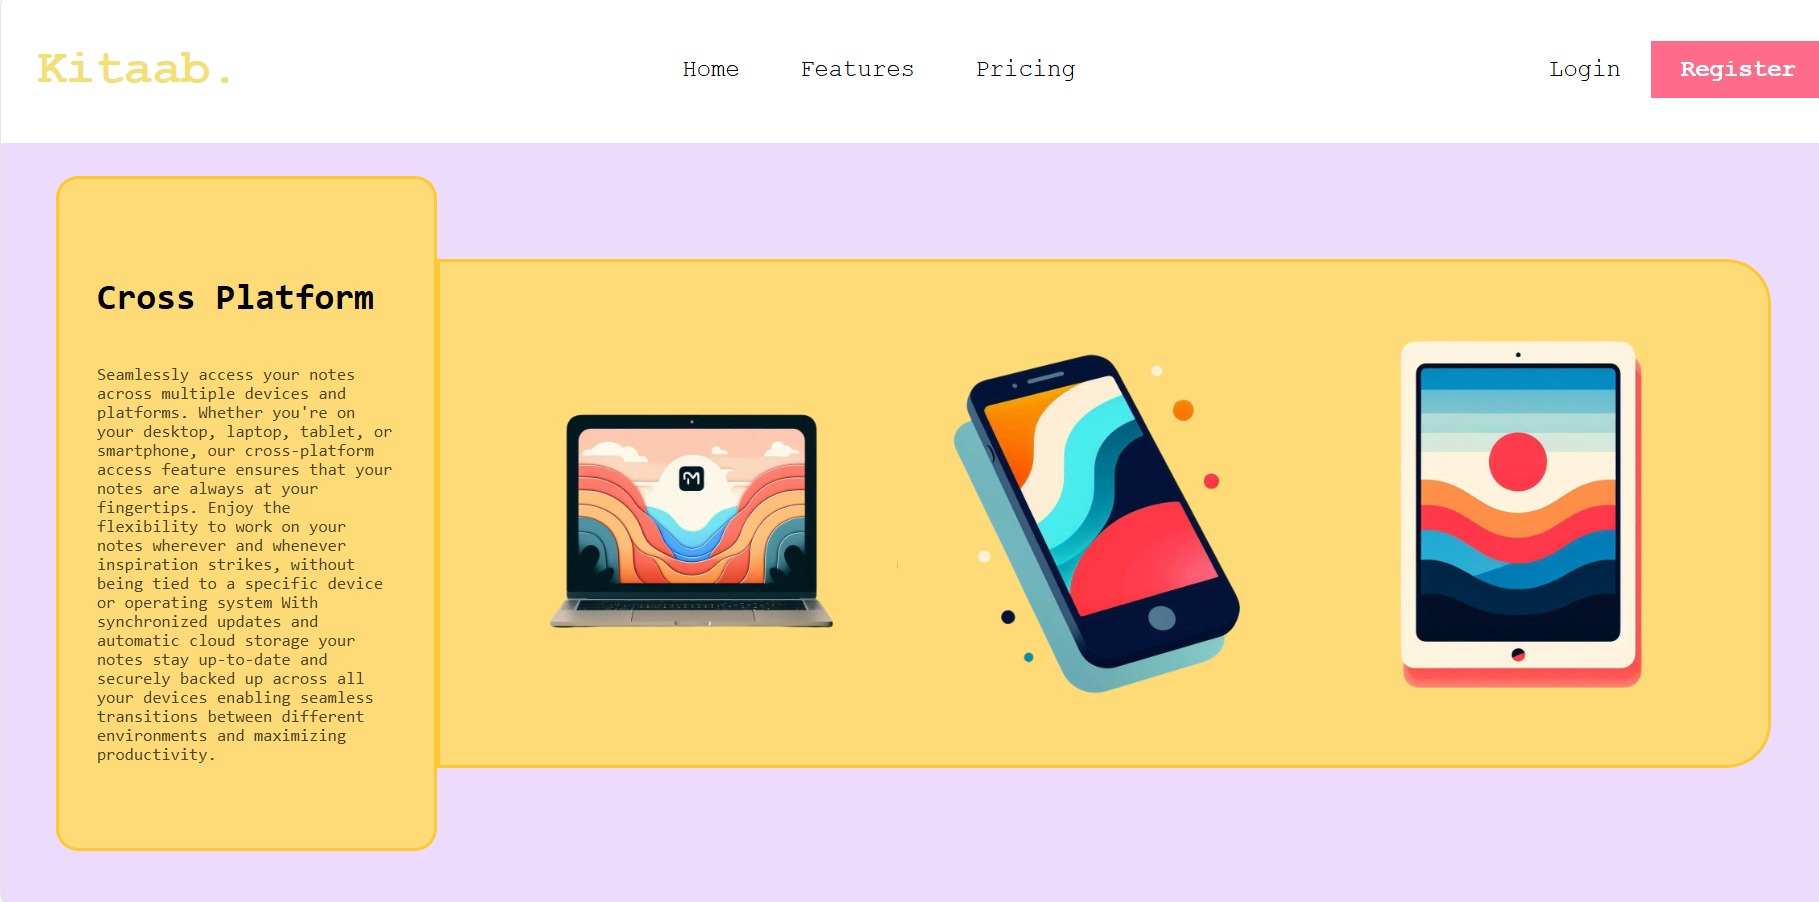 Kitaab.
Home Features Pricing
Login Register
Cross Platform
Seamlessly access your notes
across multiple devices and
platforms. Whether you're on
your desktop, laptop, tablet, or
smartphone, our cross-platform
access feature ensures that your
notes are always at your
fingertips. Enjoy the
flexibility to work on your
notes wherever and whenever
inspiration strikes, without
being tied to a specific device
or operating system With
synchronized updates and
automatic cloud storage your
notes stay up-to-date and
securely backed up across all
your devices enabling seamless
transitions between different
environments and maximizing
productivity.